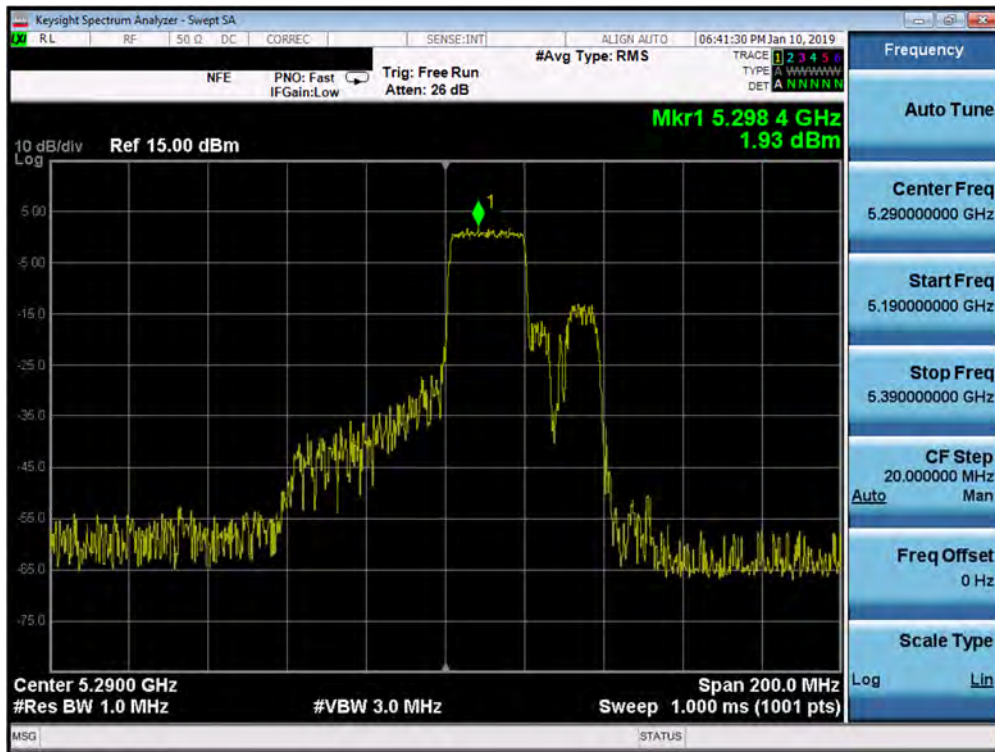 Keysight Spectrum Analyzer - Swept SA
LXI RL RF 50 Ω DC CORREC SENSE:INT ALIGN AUTO 06:41:30 PM Jan 10, 2019
NFE PNO: Fast Trig: Free Run #Avg Type: RMS TRACE 1 2 3 4 5 6
IFGain:Low Atten: 26 dB TYPE A WWWWW
DET A N N N N N
Mkr1 5.298 4 GHz
1.93 dBm
10 dB/div Ref 15.00 dBm
Log
1
5.00
-5.00
-15.0
-25.0
-35.0
-45.0
-55.0
-65.0
-75.0
Center 5.2900 GHz Span 200.0 MHz
#Res BW 1.0 MHz #VBW 3.0 MHz Sweep 1.000 ms (1001 pts)
MSG STATUS
Frequency
Auto Tune
Center Freq
5.290000000 GHz
Start Freq
5.190000000 GHz
Stop Freq
5.390000000 GHz
CF Step
20.000000 MHz
Auto Man
Freq Offset
0 Hz
Scale Type
Log Lin